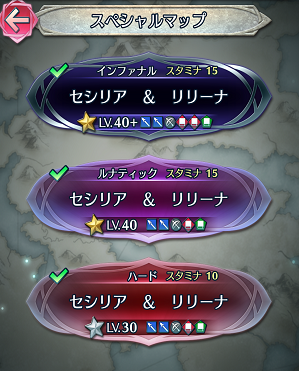 スペシャルマップ
インファナル スタミナ 15
セシリア & リリーナ
LV.40+
ルナティック スタミナ 15
セシリア & リリーナ
LV.40
ハード スタミナ 10
セシリア & リリーナ
LV.30